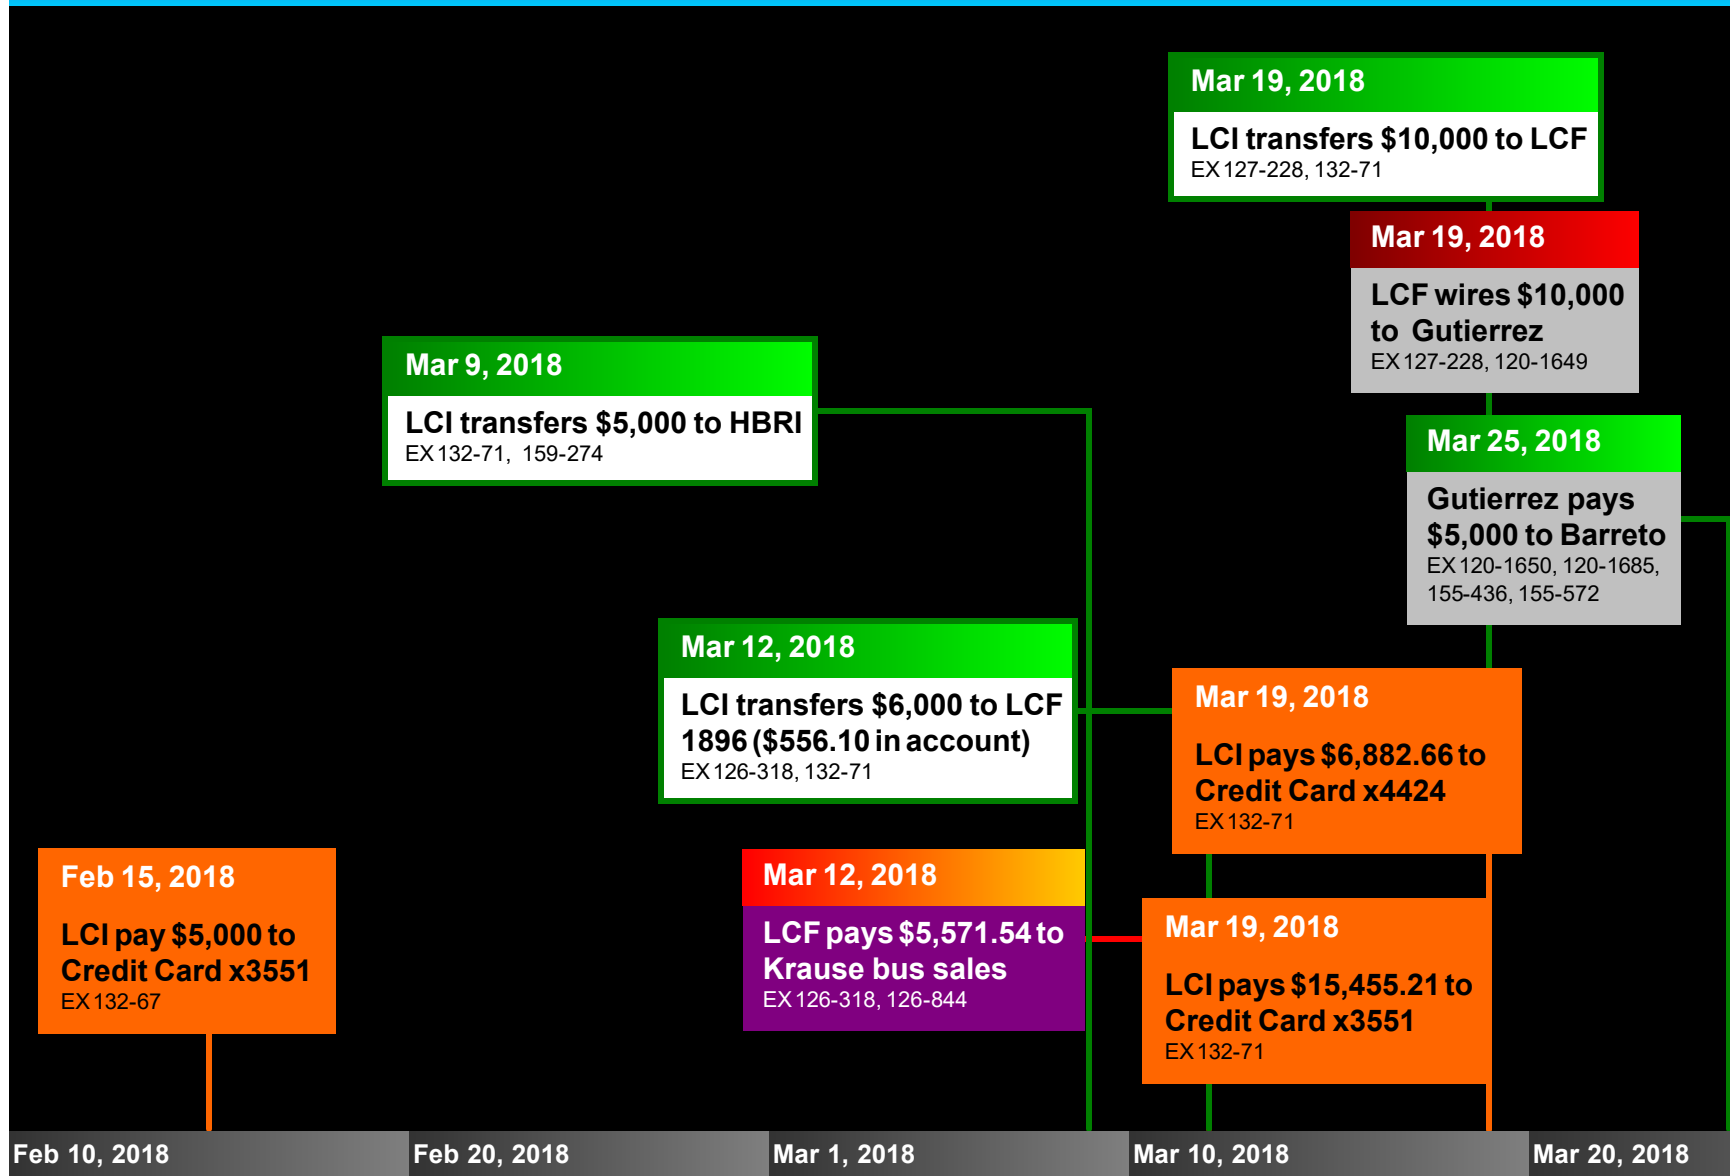 Mar 19, 2018
LCI transfers $10,000 to LCF
EX 127-228, 132-71
Mar 19, 2018
LCF wires $10,000
to Gutierrez
EX 127-228, 120-1649
Mar 9, 2018
LCI transfers $5,000 to HBRI
EX 132-71, 159-274
Mar 25, 2018
Gutierrez pays
$5,000 to Barreto
EX 120-1650, 120-1685,
155-436, 155-572
Mar 12, 2018
LCI transfers $6,000 to LCF
1896 ($556.10 in account)
EX 126-318, 132-71
Mar 19, 2018
LCI pays $6,882.66 to
Credit Card x4424
EX 132-71
Feb 15, 2018
LCI pay $5,000 to
Credit Card x3551
EX 132-67
Mar 12, 2018
LCF pays $5,571.54 to
Krause bus sales
EX 126-318, 126-844
Mar 19, 2018
LCI pays $15,455.21 to
Credit Card x3551
EX 132-71
Feb 10, 2018
Feb 20, 2018
Mar 1, 2018
Mar 10, 2018
Mar 20, 2018